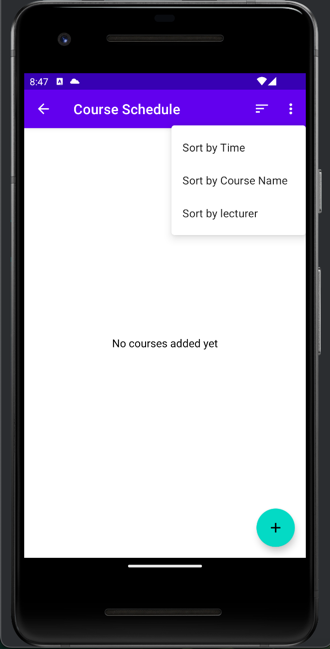 8:47
Course Schedule
Sort by Time
Sort by Course Name
Sort by lecturer
No courses added yet
+